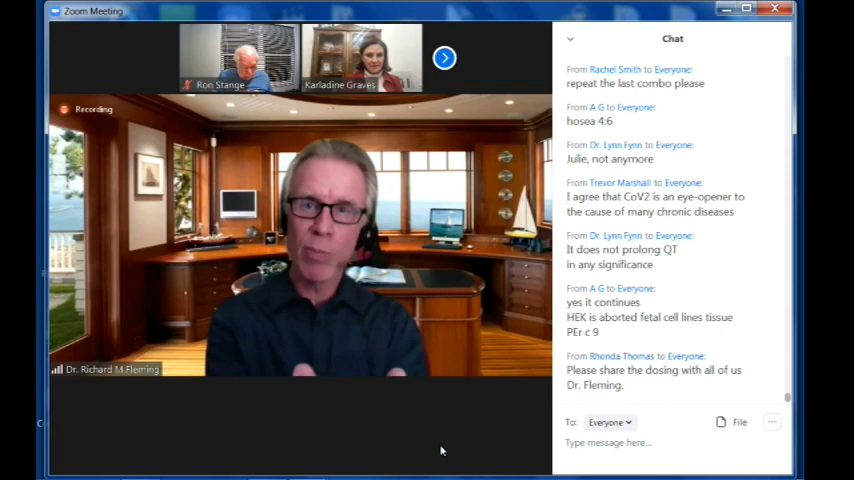 Zoom Meeting
Ron Stange
Karladine Graves
Recording
Dr. Richard M Fleming
Chat
From Rachel Smith to Everyone:
repeat the last combo please
From A G to Everyone:
hosea 4:6
From Dr. Lynn Fynn to Everyone:
Julie, not anymore
From Trevor Marshall to Everyone:
I agree that CoV2 is an eye-opener to
the cause of many chronic diseases
From Dr. Lynn Fynn to Everyone:
It does not prolong QT
in any significance
From A G to Everyone:
yes it continues
HEK is aborted fetal cell lines tissue
PEr c 9
From Rhonda Thomas to Everyone:
Please share the dosing with all of us
Dr. Fleming.
To: Everyone
File
Type message here...